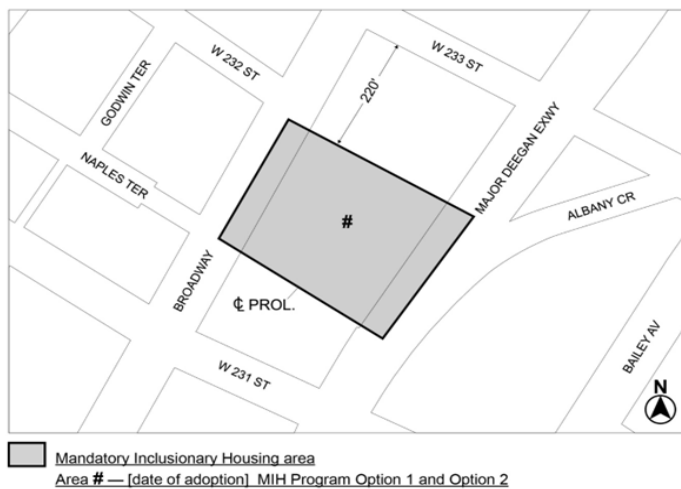 W 232 ST
W 233 ST
GODWIN TER
220'
NAPLES TER
MAJOR DEEGAN EXWY
ALBANY CR
#
BROADWAY
℄ PROL.
W 231 ST
BAILEY AV
N
Mandatory Inclusionary Housing area
Area # — [date of adoption] MIH Program Option 1 and Option 2